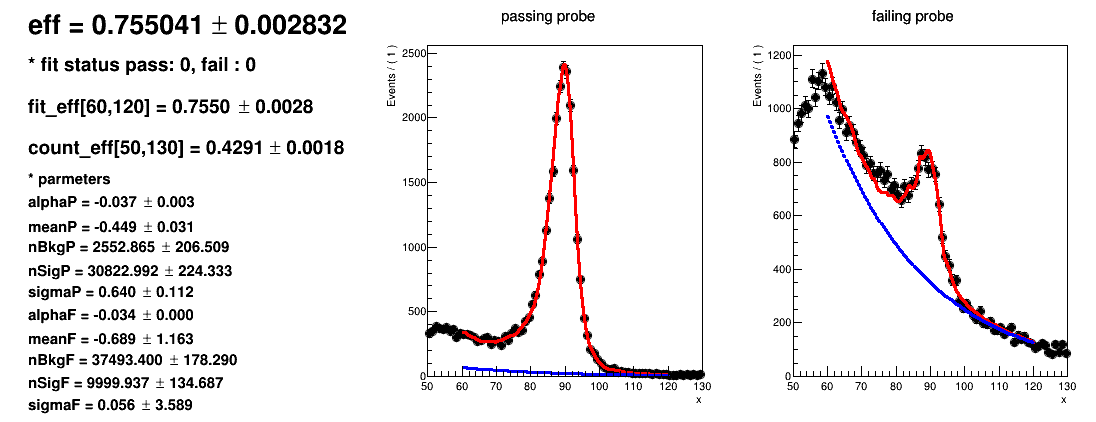 eff = 0.755041 ± 0.002832
* fit status pass: 0, fail : 0
fit_eff[60,120] = 0.7550 ± 0.0028
count_eff[50,130] = 0.4291 ± 0.0018
* parmeters
alphaP = -0.037 ± 0.003
meanP = -0.449 ± 0.031
nBkgP = 2552.865 ± 206.509
nSigP = 30822.992 ± 224.333
sigmaP = 0.640 ± 0.112
alphaF = -0.034 ± 0.000
meanF = -0.689 ± 1.163
nBkgF = 37493.400 ± 178.290
nSigF = 9999.937 ± 134.687
sigmaF = 0.056 ± 3.589
passing probe
Events / ( 1 )
2500
2000
1500
1000
500
0
50 60 70 80 90 100 110 120 130
x
failing probe
Events / ( 1 )
1200
1000
800
600
400
200
0
50 60 70 80 90 100 110 120 130
x